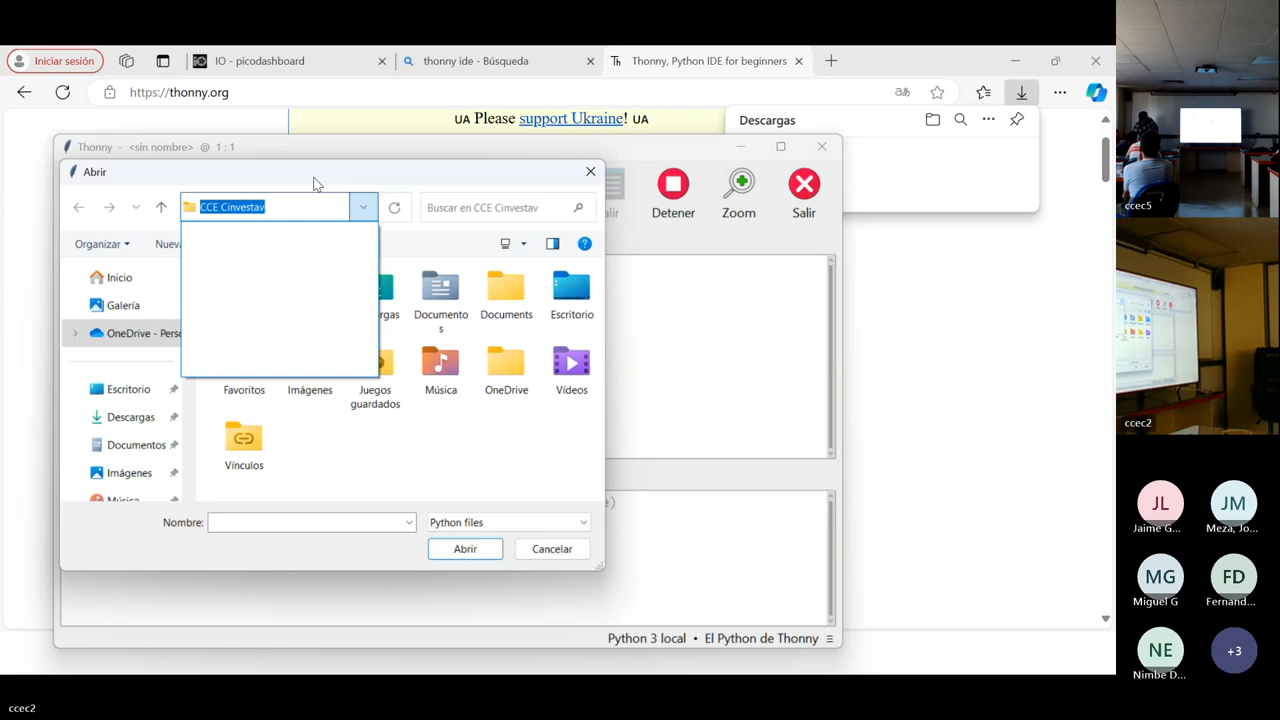 Iniciar sesión
IO - picodashboard
thonny ide - Búsqueda
Th Thonny, Python IDE for beginners
https://thonny.org
UA Please support Ukraine! UA
Descargas
Thonny - <sin nombre> @ 1 : 1
Abrir
Detener
Zoom
Salir
CCE Cinvestav
Buscar en CCE Cinvestav
Organizar
Nueva
Inicio
Galería
OneDrive - Perso
Escritorio
Descargas
Documentos
Imágenes
Música
Documentos
Documents
Escritorio
Favoritos
Imágenes
Juegos guardados
Música
OneDrive
Vídeos
Vínculos
Nombre:
Python files
Abrir
Cancelar
Python 3 local • El Python de Thonny
ccec5
ccec2
JL
Jaime G...
JM
Meza, Jo...
MG
Miguel G
FD
Fernand...
NE
Nimbe D...
+3
ccec2